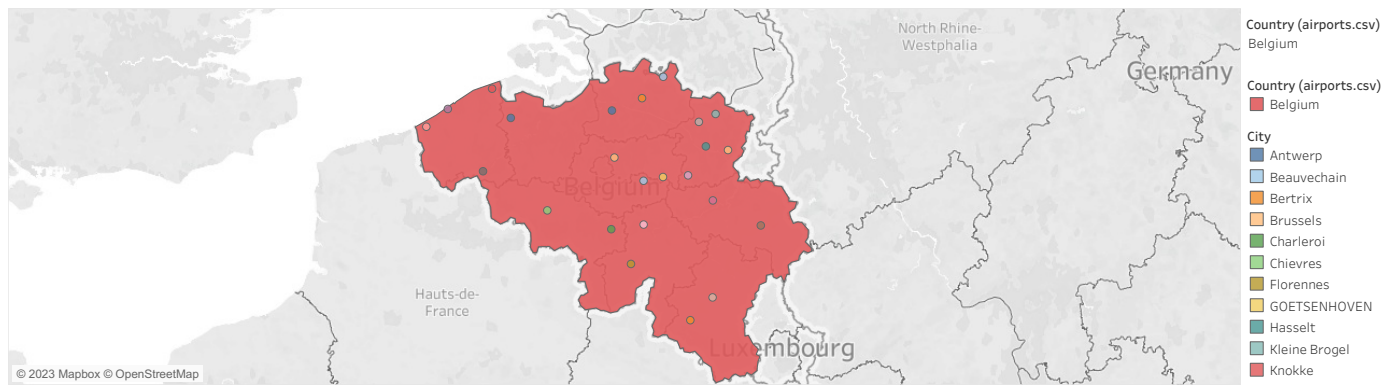 North Rhine-
Westphalia
Germany
Belgium
Hauts-de-
France
Luxembourg
© 2023 Mapbox © OpenStreetMap
Country (airports.csv)
Belgium
Country (airports.csv)
Belgium
City
Antwerp
Beauvechain
Bertrix
Brussels
Charleroi
Chievres
Florennes
GOETSENHOVEN
Hasselt
Kleine Brogel
Knokke